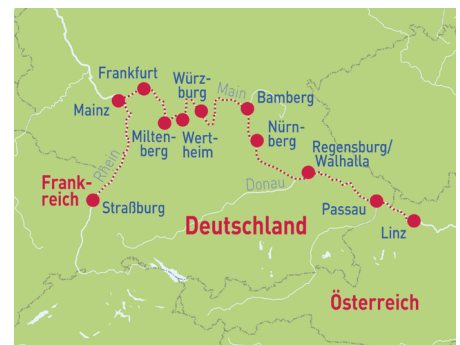 Frankfurt
Würz-
burg
Main
Mainz
Bamberg
Milten-
berg
Wert-
heim
Nürn-
berg
Rhein
Regensburg/
Walhalla
Frank-
reich
Donau
Straßburg
Passau
Deutschland
Linz
Österreich